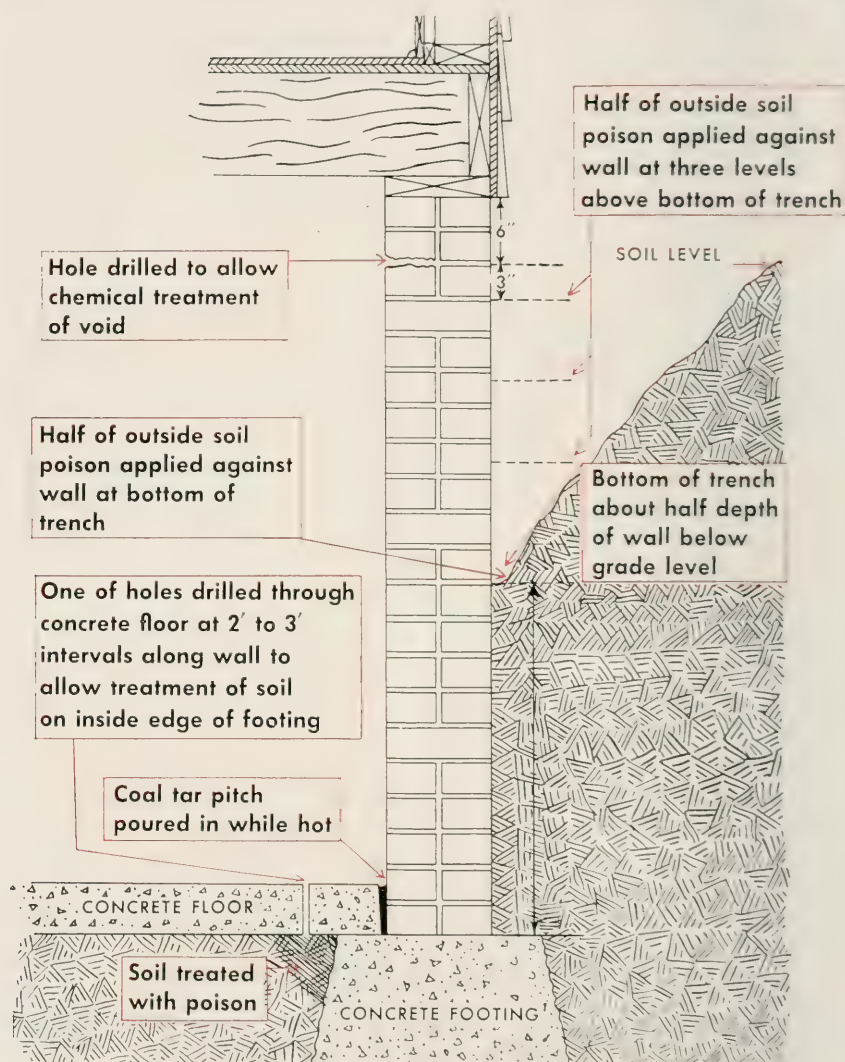 Half of outside soil
poison applied against
wall at three levels
above bottom of trench
6"
SOIL LEVEL
3"
Hole drilled to allow
chemical treatment
of void
Half of outside soil
poison applied against
wall at bottom of
trench
Bottom of trench
about half depth
of wall below
grade level
One of holes drilled through
concrete floor at 2' to 3'
intervals along wall to
allow treatment of soil
on inside edge of footing
Coal tar pitch
poured in while hot
CONCRETE FLOOR
Soil treated
with poison
CONCRETE FOOTING